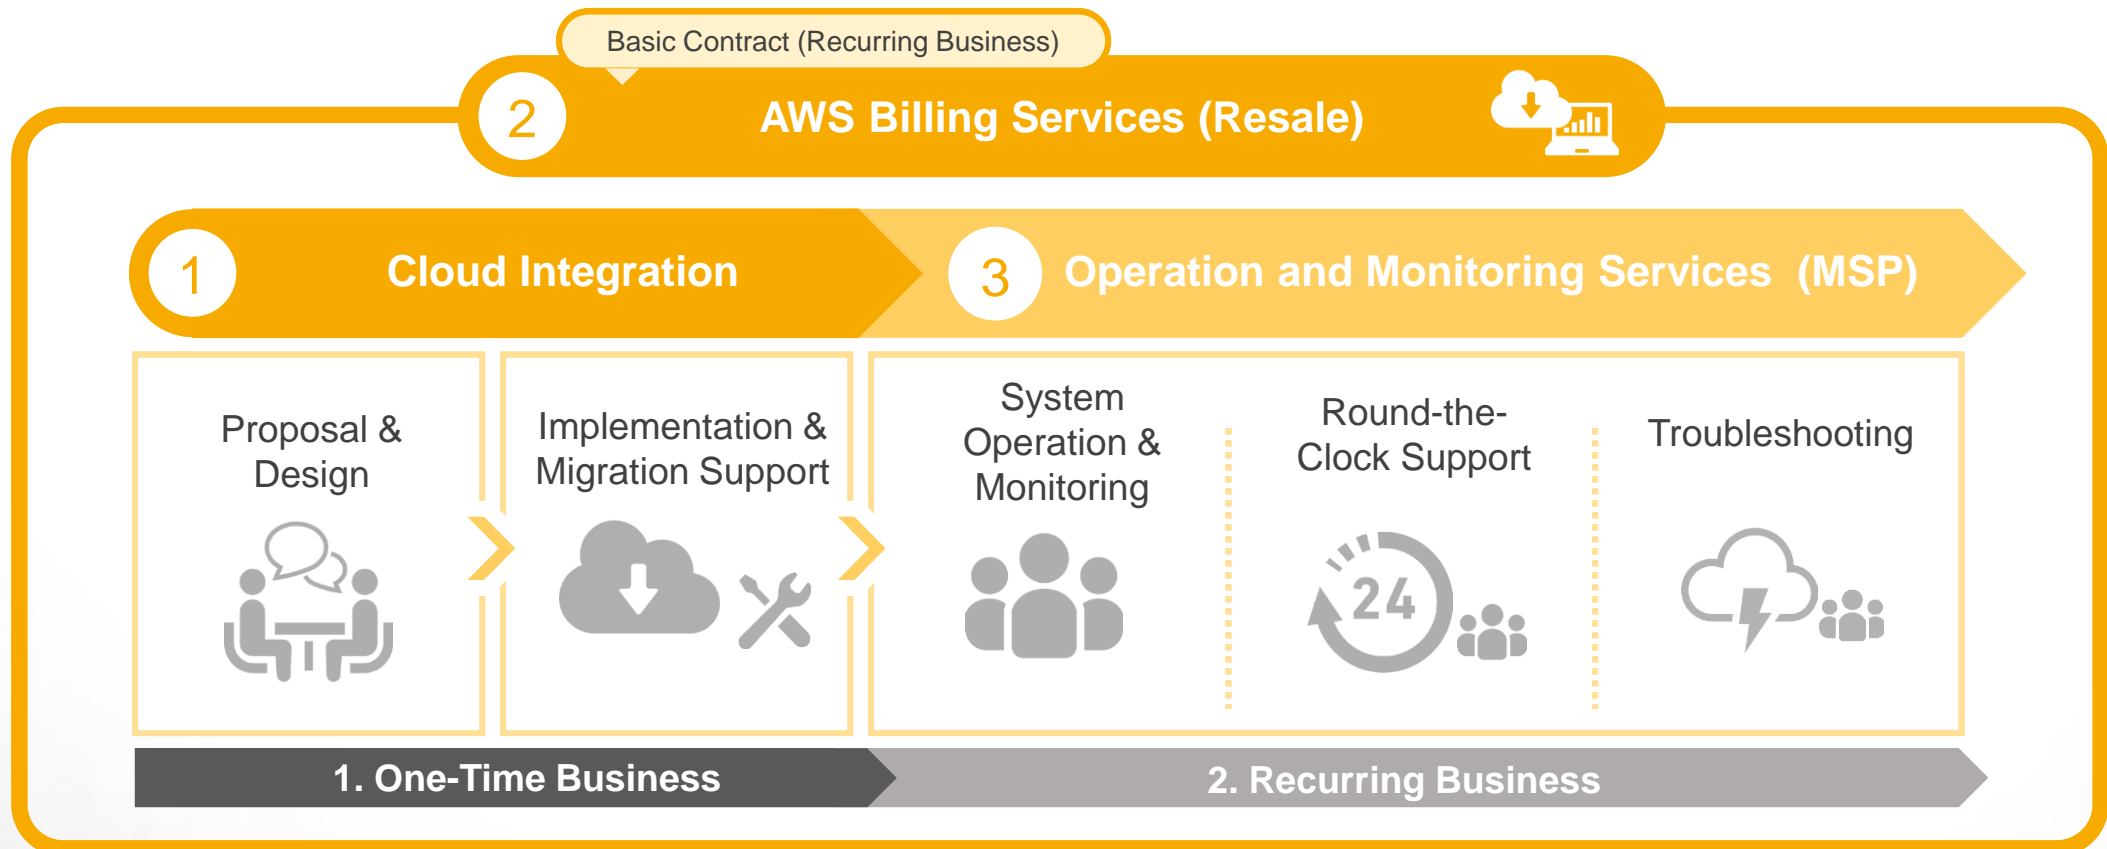 Basic Contract (Recurring Business)
2
AWS Billing Services (Resale)
1
Cloud Integration
3
Operation and Monitoring Services (MSP)
Proposal &
Design
Implementation &
Migration Support
System
Operation &
Monitoring
Round-the-
Clock Support
24
Troubleshooting
1. One-Time Business
2. Recurring Business